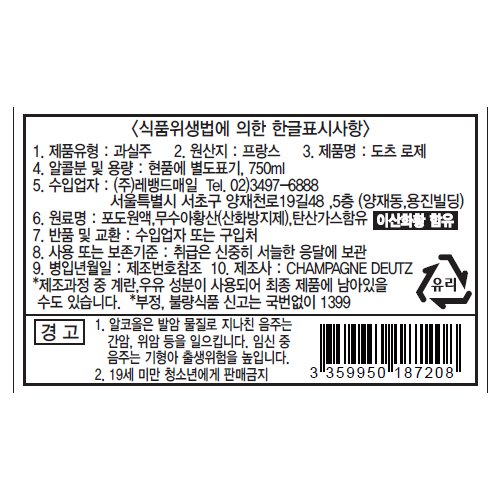 〈식품위생법에 의한 한글표시사항〉
1. 제품유형 : 과실주 2. 원산지 : 프랑스 3. 제품명 : 도츠 로제
4. 알콜분 및 용량 : 현품에 별도표기, 750ml
5. 수입업자 : (주)레뱅드매일 Tel. 02)3497-6888
서울특별시 서초구 양재천로19길48 ,5층 (양재동,용진빌딩)
6. 원료명 : 포도원액,무수아황산(산화방지제),탄산가스함유 이산화황 함유
7. 반품 및 교환 : 수입업자 또는 구입처
8. 사용 또는 보존기준 : 취급은 신중히 서늘한 응달에 보관
9. 병입년월일 : 제조번호참조 10. 제조사 : CHAMPAGNE DEUTZ
*제조과정 중 계란,우유 성분이 사용되어 최종 제품에 남아있을
수도 있습니다. *부정, 불량식품 신고는 국번없이 1399
유리
경 고
1. 알코올은 발암 물질로 지나친 음주는
간암, 위암 등을 일으킵니다. 임신 중
음주는 기형아 출생위험을 높입니다.
2. 19세 미만 청소년에게 판매금지
3 359950 187208